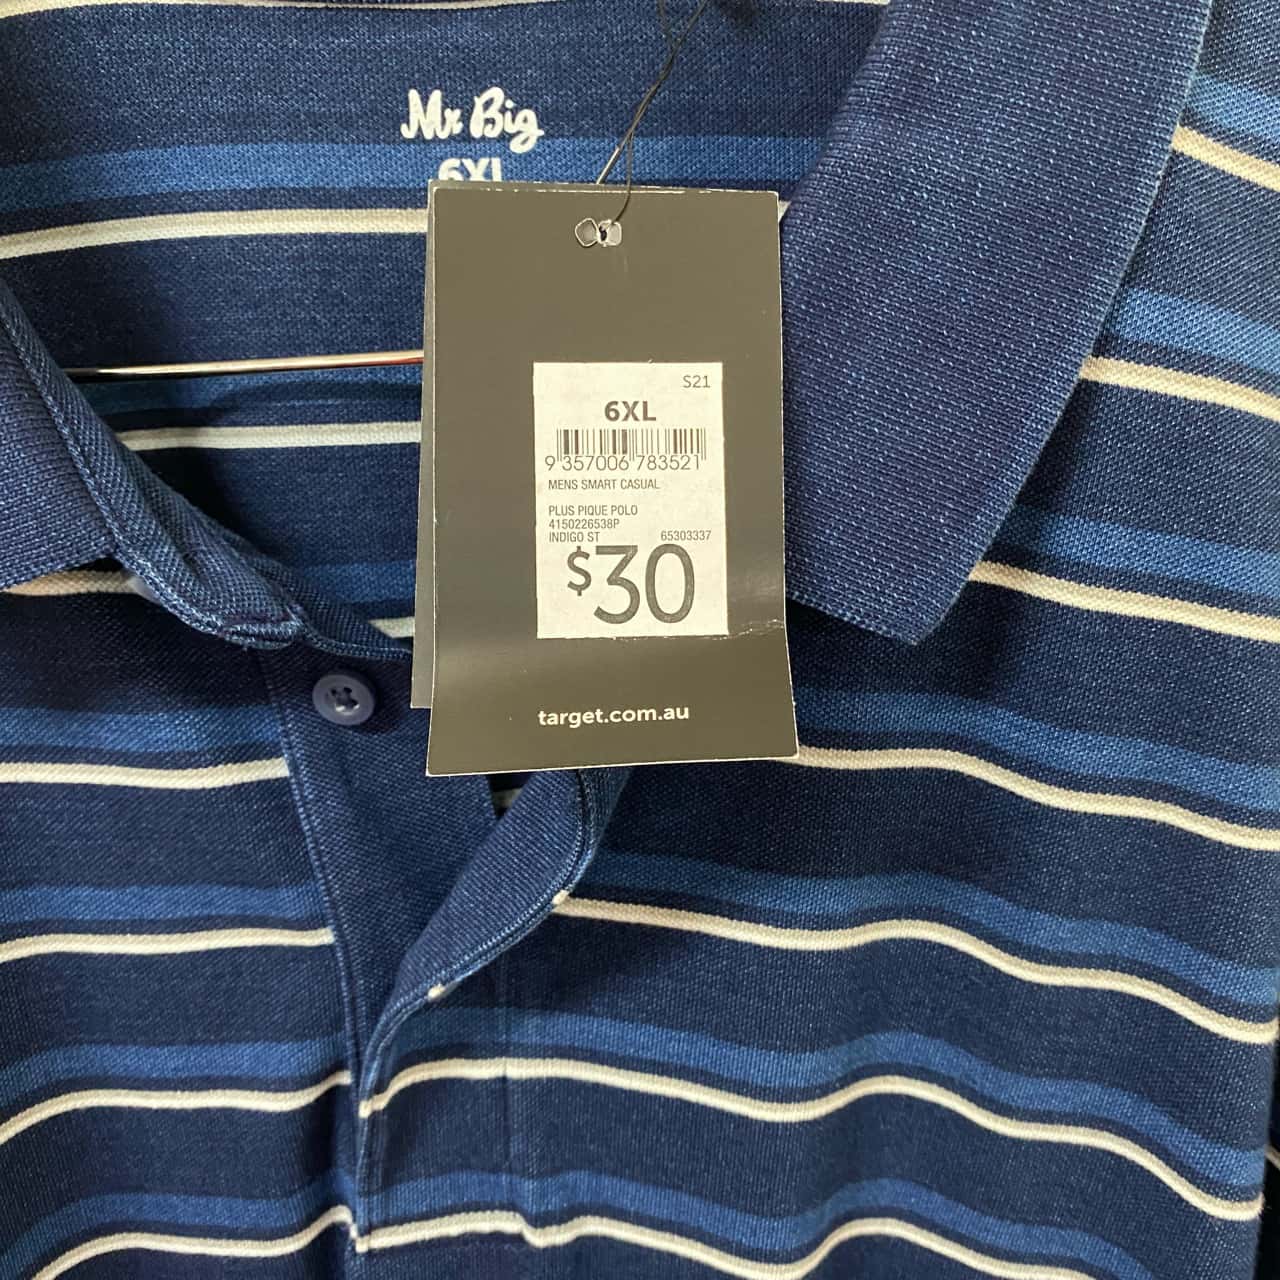 Mr Big
6XL
S21
6XL
9 357006 783521
MENS SMART CASUAL
PLUS PIQUE POLO
4150226538P
INDIGO ST 65303337
$30
target.com.au